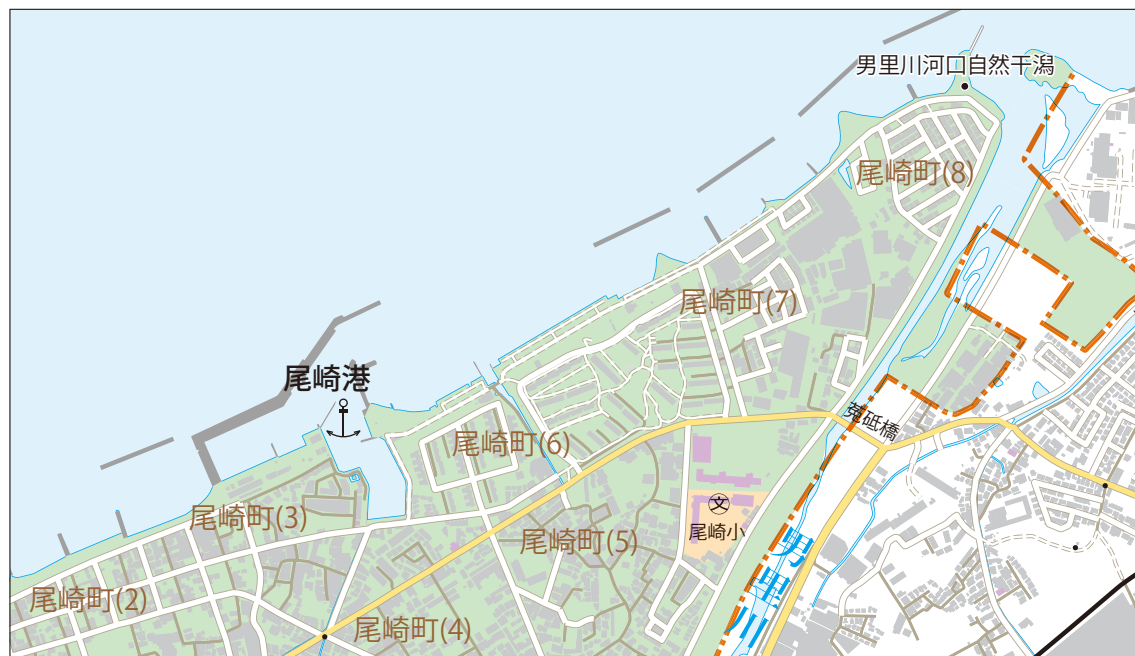 男里川河口自然干潟
尾崎町(8)
尾崎町(7)
尾崎港
菟砥橋
尾崎町(6)
文
尾崎町(3)
尾崎小
尾崎町(5)
男里川
尾崎町(2)
尾崎町(4)